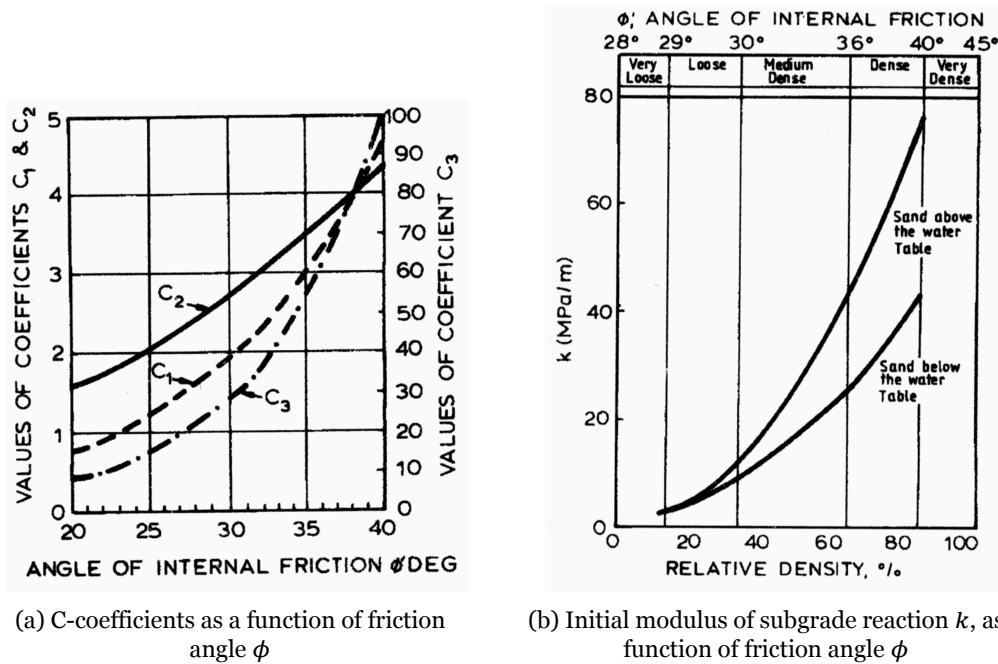 VALUES OF COEFFICIENTS C1 & C2
5
4
3
2
1
0
C2
C1
C3
100
90
80
70
60
50
40
30
20
10
0
VALUES OF COEFFICIENT C3
20 25 30 35 40
ANGLE OF INTERNAL FRICTION ϕ' DEG
(a) C-coefficients as a function of friction
angle ϕ
ϕ', ANGLE OF INTERNAL FRICTION
28° 29° 30° 36° 40° 45°
Very Loose
Loose
Medium Dense
Dense
Very Dense
k (MPa/m)
80
60
40
20
0
Sand above
the water
Table
Sand below
the water
Table
0 20 40 60 80 100
RELATIVE DENSITY, %
(b) Initial modulus of subgrade reaction k, as
function of friction angle ϕ